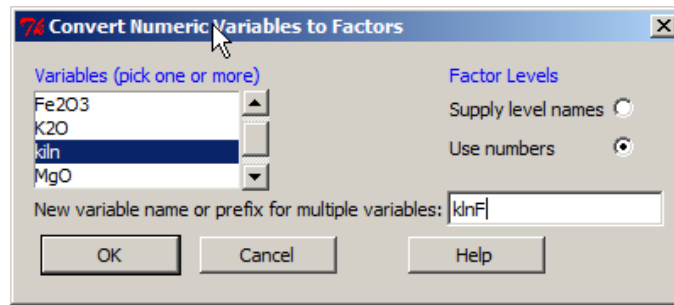 Convert Numeric Variables to Factors
Variables (pick one or more)
Fe2O3
K2O
kiln
MgO
Factor Levels
Supply level names
Use numbers
New variable name or prefix for multiple variables: klnF
OK Cancel Help